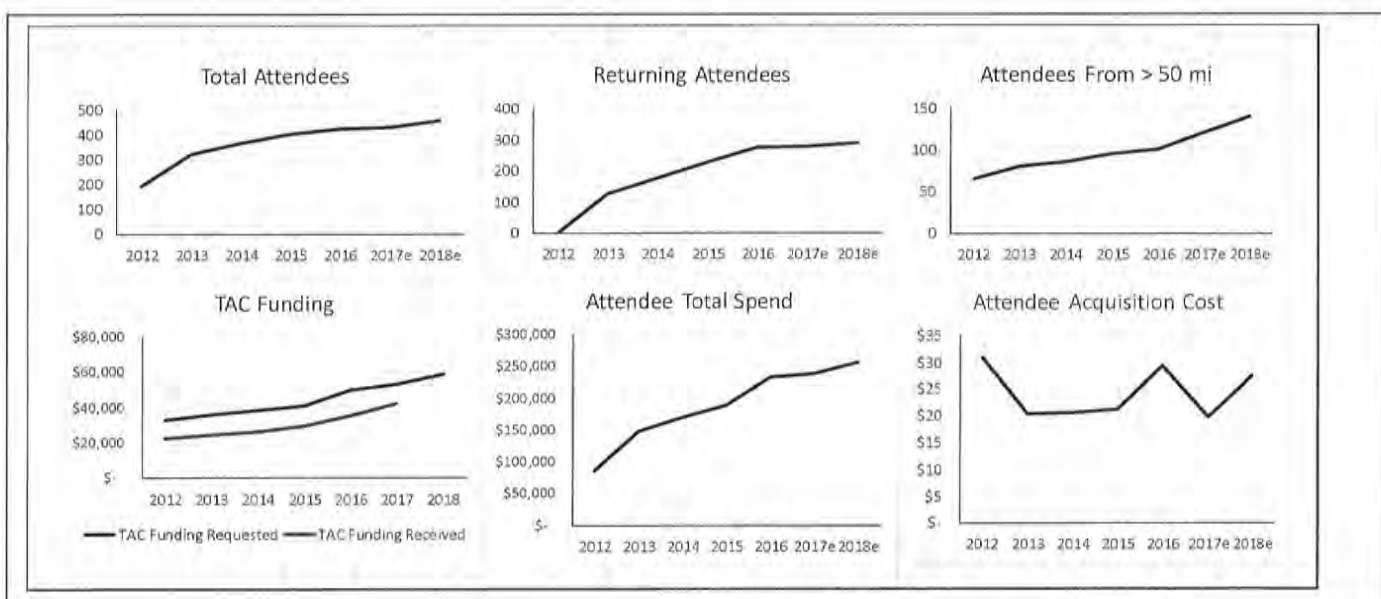 Total Attendees
500
400
300
200
100
0
2012 2013 2014 2015 2016 2017e 2018e
Returning Attendees
400
300
200
100
0
2012 2013 2014 2015 2016 2017e 2018e
Attendees From > 50 mi
150
100
50
0
2012 2013 2014 2015 2016 2017e 2018e
TAC Funding
$80,000
$60,000
$40,000
$20,000
$-
2012 2013 2014 2015 2016 2017 2018
TAC Funding Requested TAC Funding Received
Attendee Total Spend
$300,000
$250,000
$200,000
$150,000
$100,000
$50,000
$-
2012 2013 2014 2015 2016 2017e 2018e
Attendee Acquisition Cost
$35
$30
$25
$20
$15
$10
$5
$-
2012 2013 2014 2015 2016 2017e 2018e